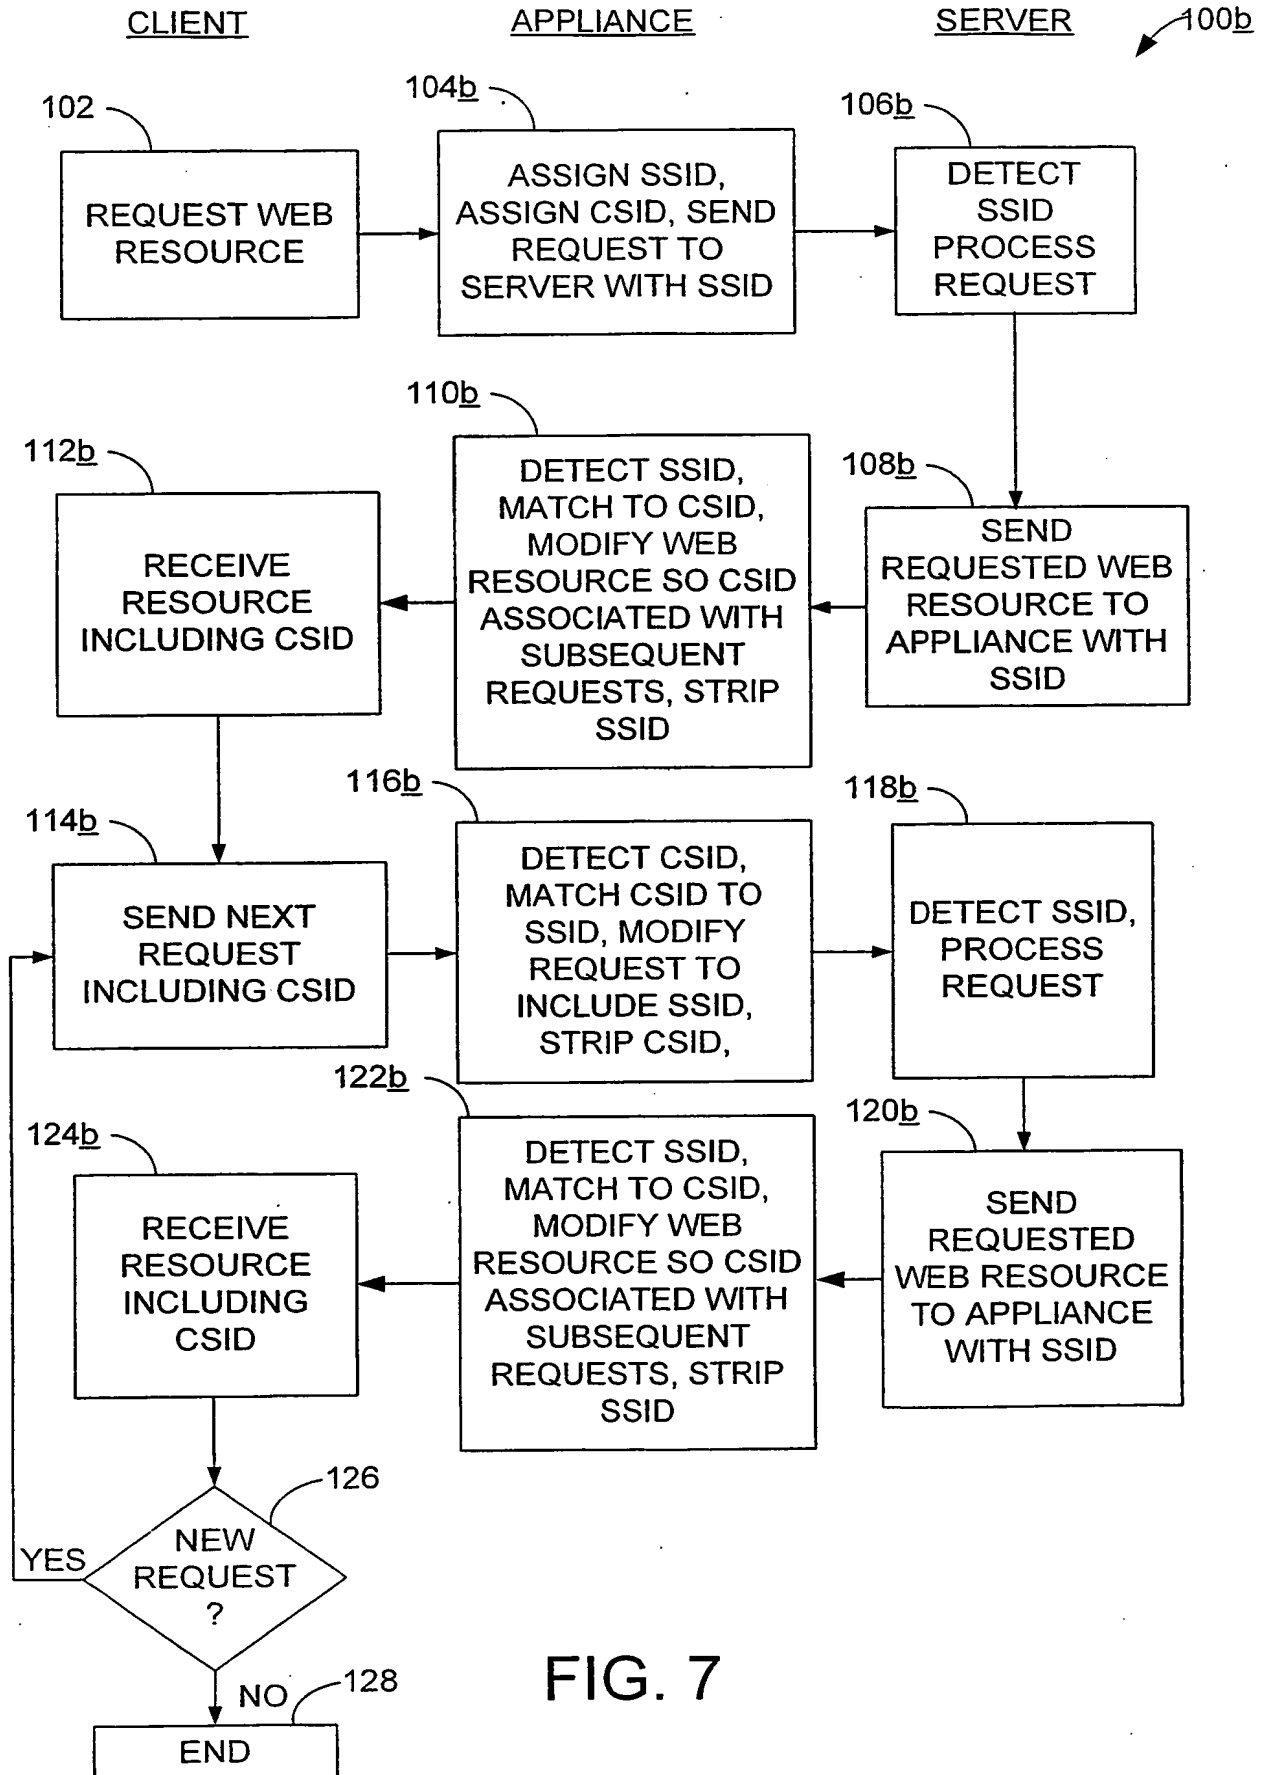 CLIENT
APPLIANCE
SERVER
100b
102
REQUEST WEB
RESOURCE
104b
ASSIGN SSID,
ASSIGN CSID, SEND
REQUEST TO
SERVER WITH SSID
106b
DETECT
SSID
PROCESS
REQUEST
108b
SEND
REQUESTED WEB
RESOURCE TO
APPLIANCE WITH
SSID
110b
DETECT SSID,
MATCH TO CSID,
MODIFY WEB
RESOURCE SO CSID
ASSOCIATED WITH
SUBSEQUENT
REQUESTS, STRIP
SSID
112b
RECEIVE
RESOURCE
INCLUDING CSID
114b
SEND NEXT
REQUEST
INCLUDING CSID
116b
DETECT CSID,
MATCH CSID TO
SSID, MODIFY
REQUEST TO
INCLUDE SSID,
STRIP CSID,
118b
DETECT SSID,
PROCESS
REQUEST
120b
SEND
REQUESTED
WEB RESOURCE
TO APPLIANCE
WITH SSID
122b
DETECT SSID,
MATCH TO CSID,
MODIFY WEB
RESOURCE SO CSID
ASSOCIATED WITH
SUBSEQUENT
REQUESTS, STRIP
SSID
124b
RECEIVE
RESOURCE
INCLUDING
CSID
126
NEW
REQUEST
?
YES
NO
128
END
FIG. 7